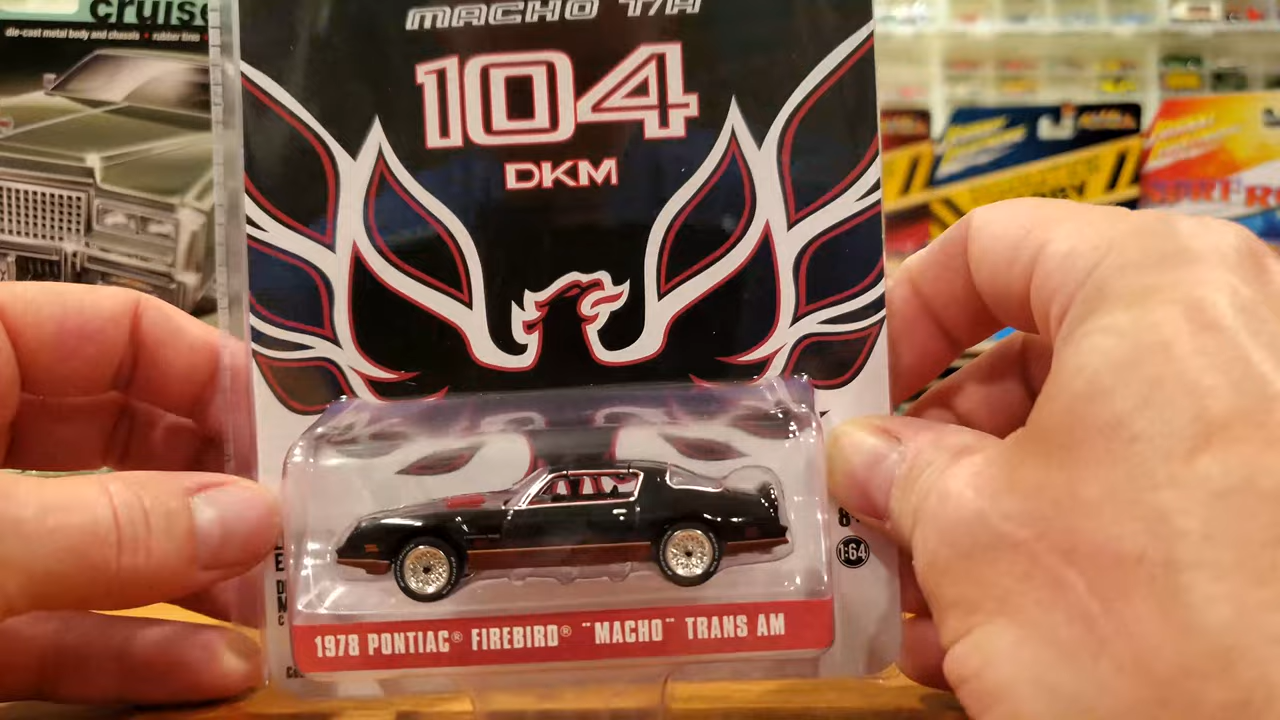 cruise
die-cast metal body and chassis • rubber tires •
MACHO T/A
104
DKM
8+
1:64
1978 PONTIAC® FIREBIRD® "MACHO" TRANS AM